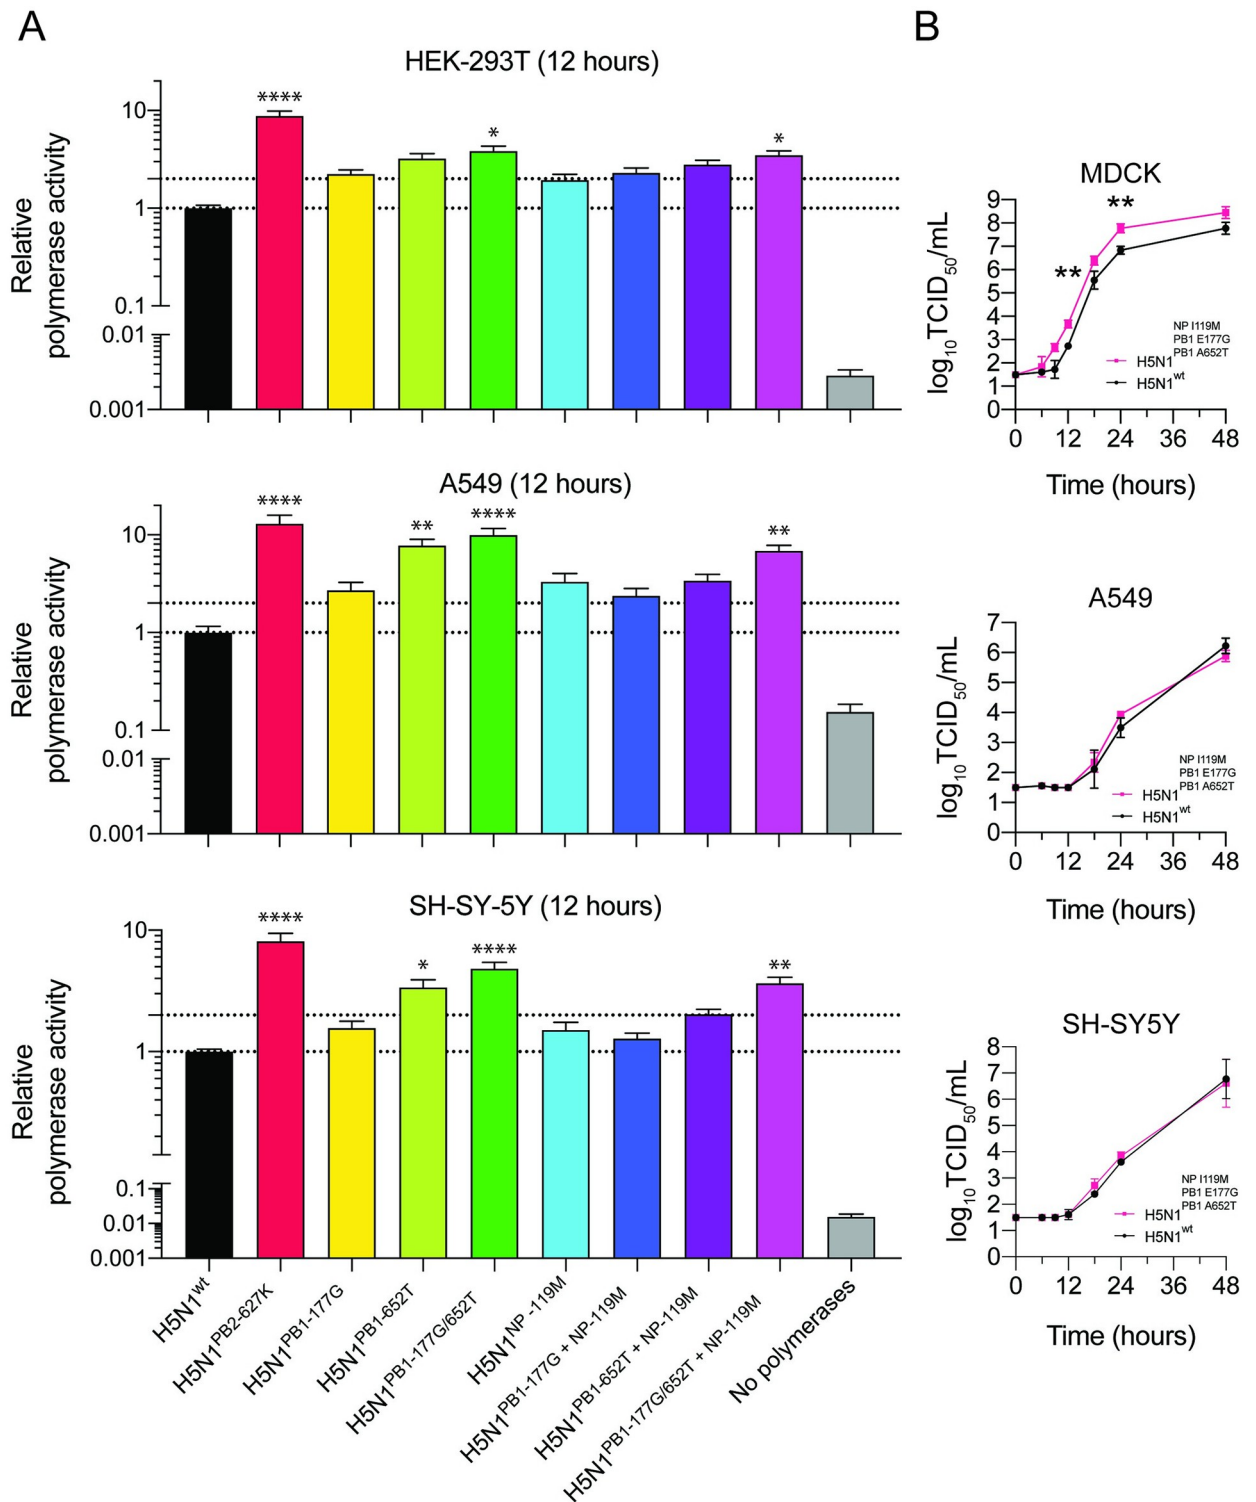 A
HEK-293T (12 hours)
Relative
polymerase activity
10
1
0.1
0.01
0.001
****
*
*
A549 (12 hours)
Relative
polymerase activity
10
1
0.1
0.01
0.001
****
**
****
**
SH-SY-5Y (12 hours)
Relative
polymerase activity
10
1
0.1
0.01
0.001
****
*
****
**
H5N1wt
H5N1PB2-627K
H5N1PB1-177G
H5N1PB1-652T
H5N1PB1-177G/652T
H5N1NP -119M
H5N1PB1-177G + NP-119M
H5N1PB1-652T + NP-119M
H5N1PB1-177G/652T + NP-119M
No polymerases
B
MDCK
log10TCID50/mL
9
8
7
6
5
4
3
2
1
0
**
**
NP I119M
PB1 E177G
PB1 A652T
H5N1
H5N1wt
0 12 24 36 48
Time (hours)
A549
log10TCID50/mL
7
6
5
4
3
2
1
0
NP I119M
PB1 E177G
PB1 A652T
H5N1
H5N1wt
0 12 24 36 48
Time (hours)
SH-SY5Y
log10TCID50/mL
8
7
6
5
4
3
2
1
0
NP I119M
PB1 E177G
PB1 A652T
H5N1
H5N1wt
0 12 24 36 48
Time (hours)